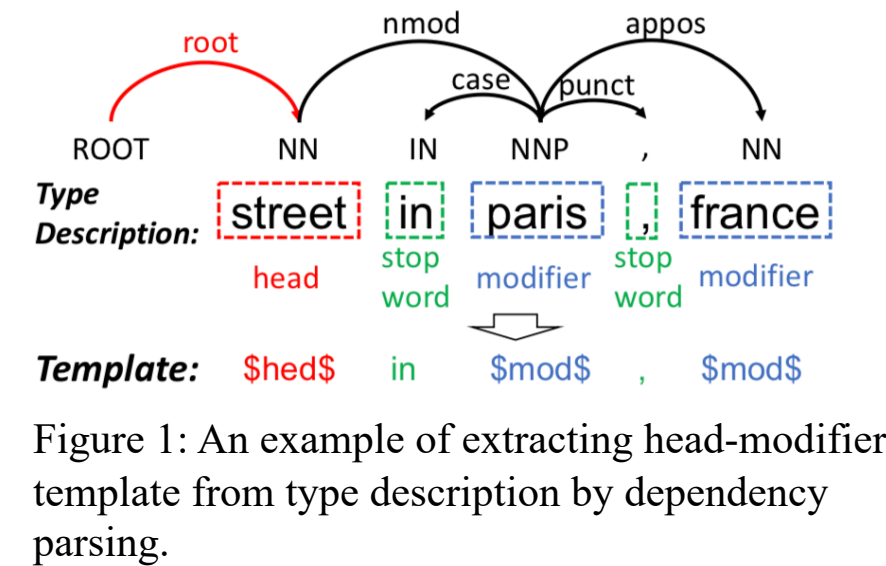 nmod appos
root
case punct
ROOT NN IN NNP , NN
Type
Description: street in paris , france
head stop word modifier stop word modifier
Template: $hed$ in $mod$ , $mod$
Figure 1: An example of extracting head-modifier
template from type description by dependency
parsing.